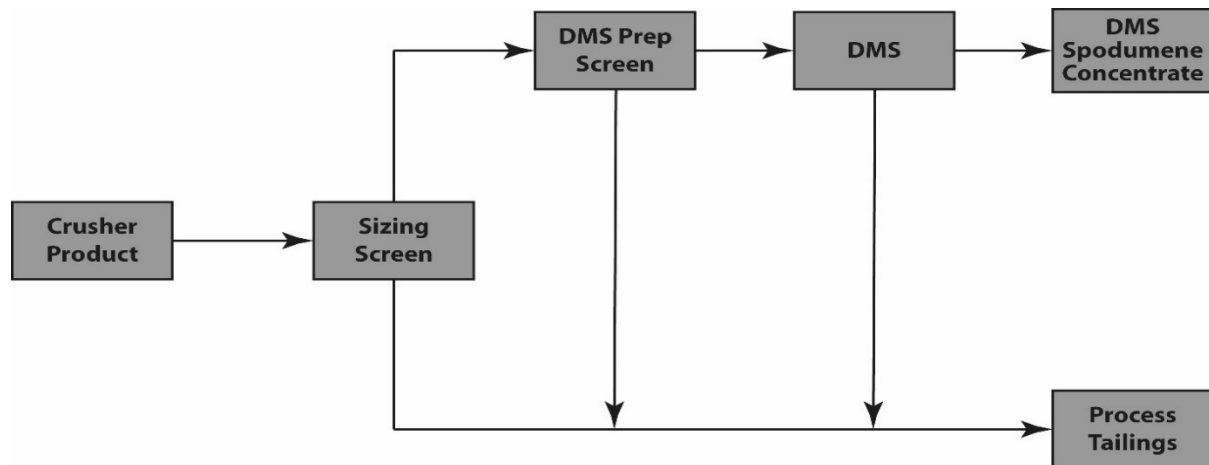 DMS Prep
Screen
DMS
DMS
Spodumene
Concentrate
Crusher
Product
Sizing
Screen
Process
Tailings